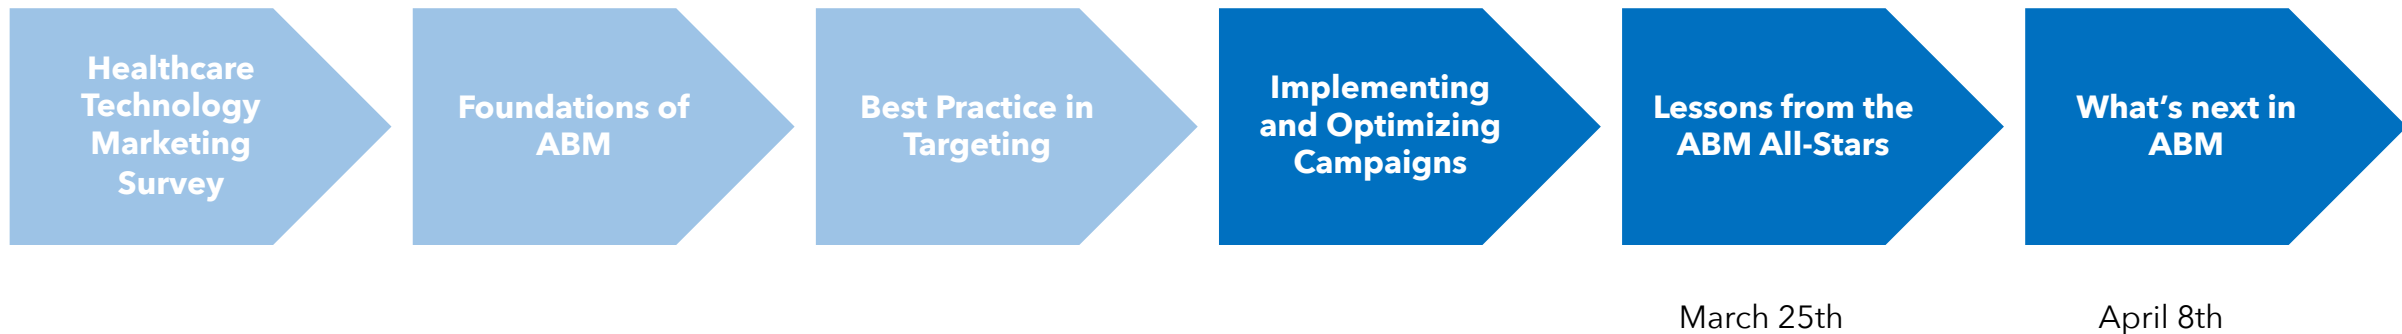 Healthcare
Technology
Marketing
Survey
Foundations of
ABM
Best Practice in
Targeting
Implementing
and Optimizing
Campaigns
Lessons from the
ABM All-Stars
What’s next in
ABM
March 25th
April 8th